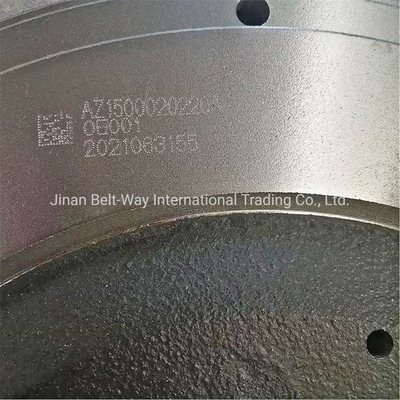 AZ1500020220
0E001
2021063155
Jinan Belt-Way International Trading Co., Ltd.